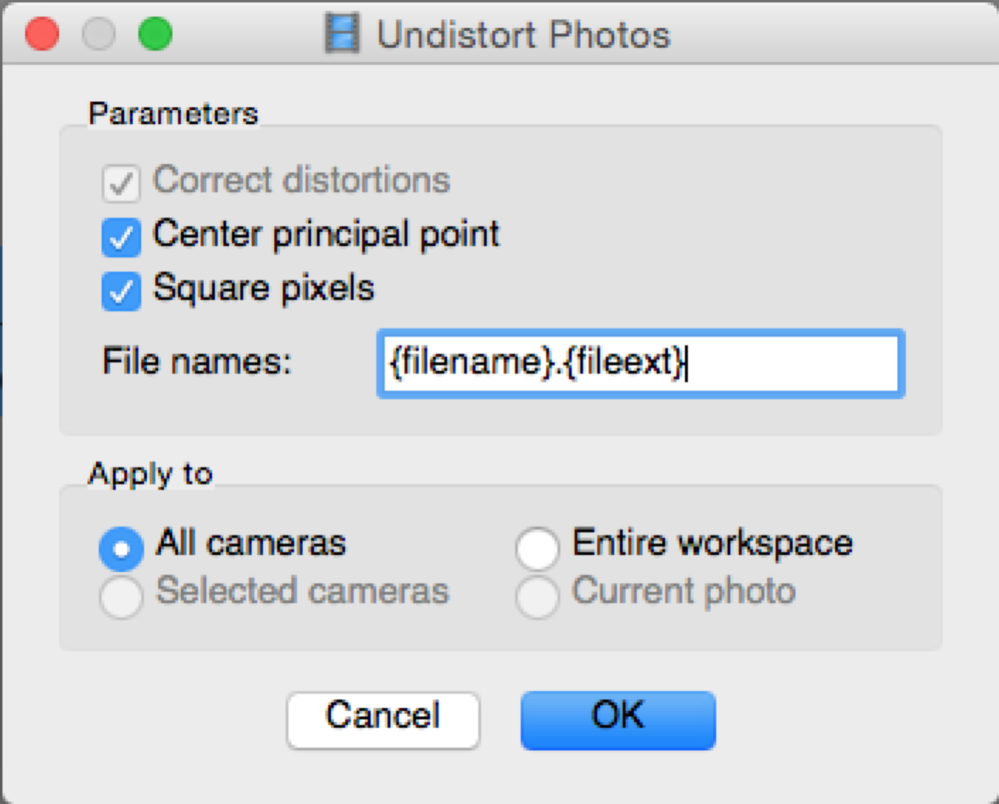 Undistort Photos
Parameters
Correct distortions
Center principal point
Square pixels
File names: {filename}.{fileext}
Apply to
All cameras Entire workspace
Selected cameras Current photo
Cancel OK